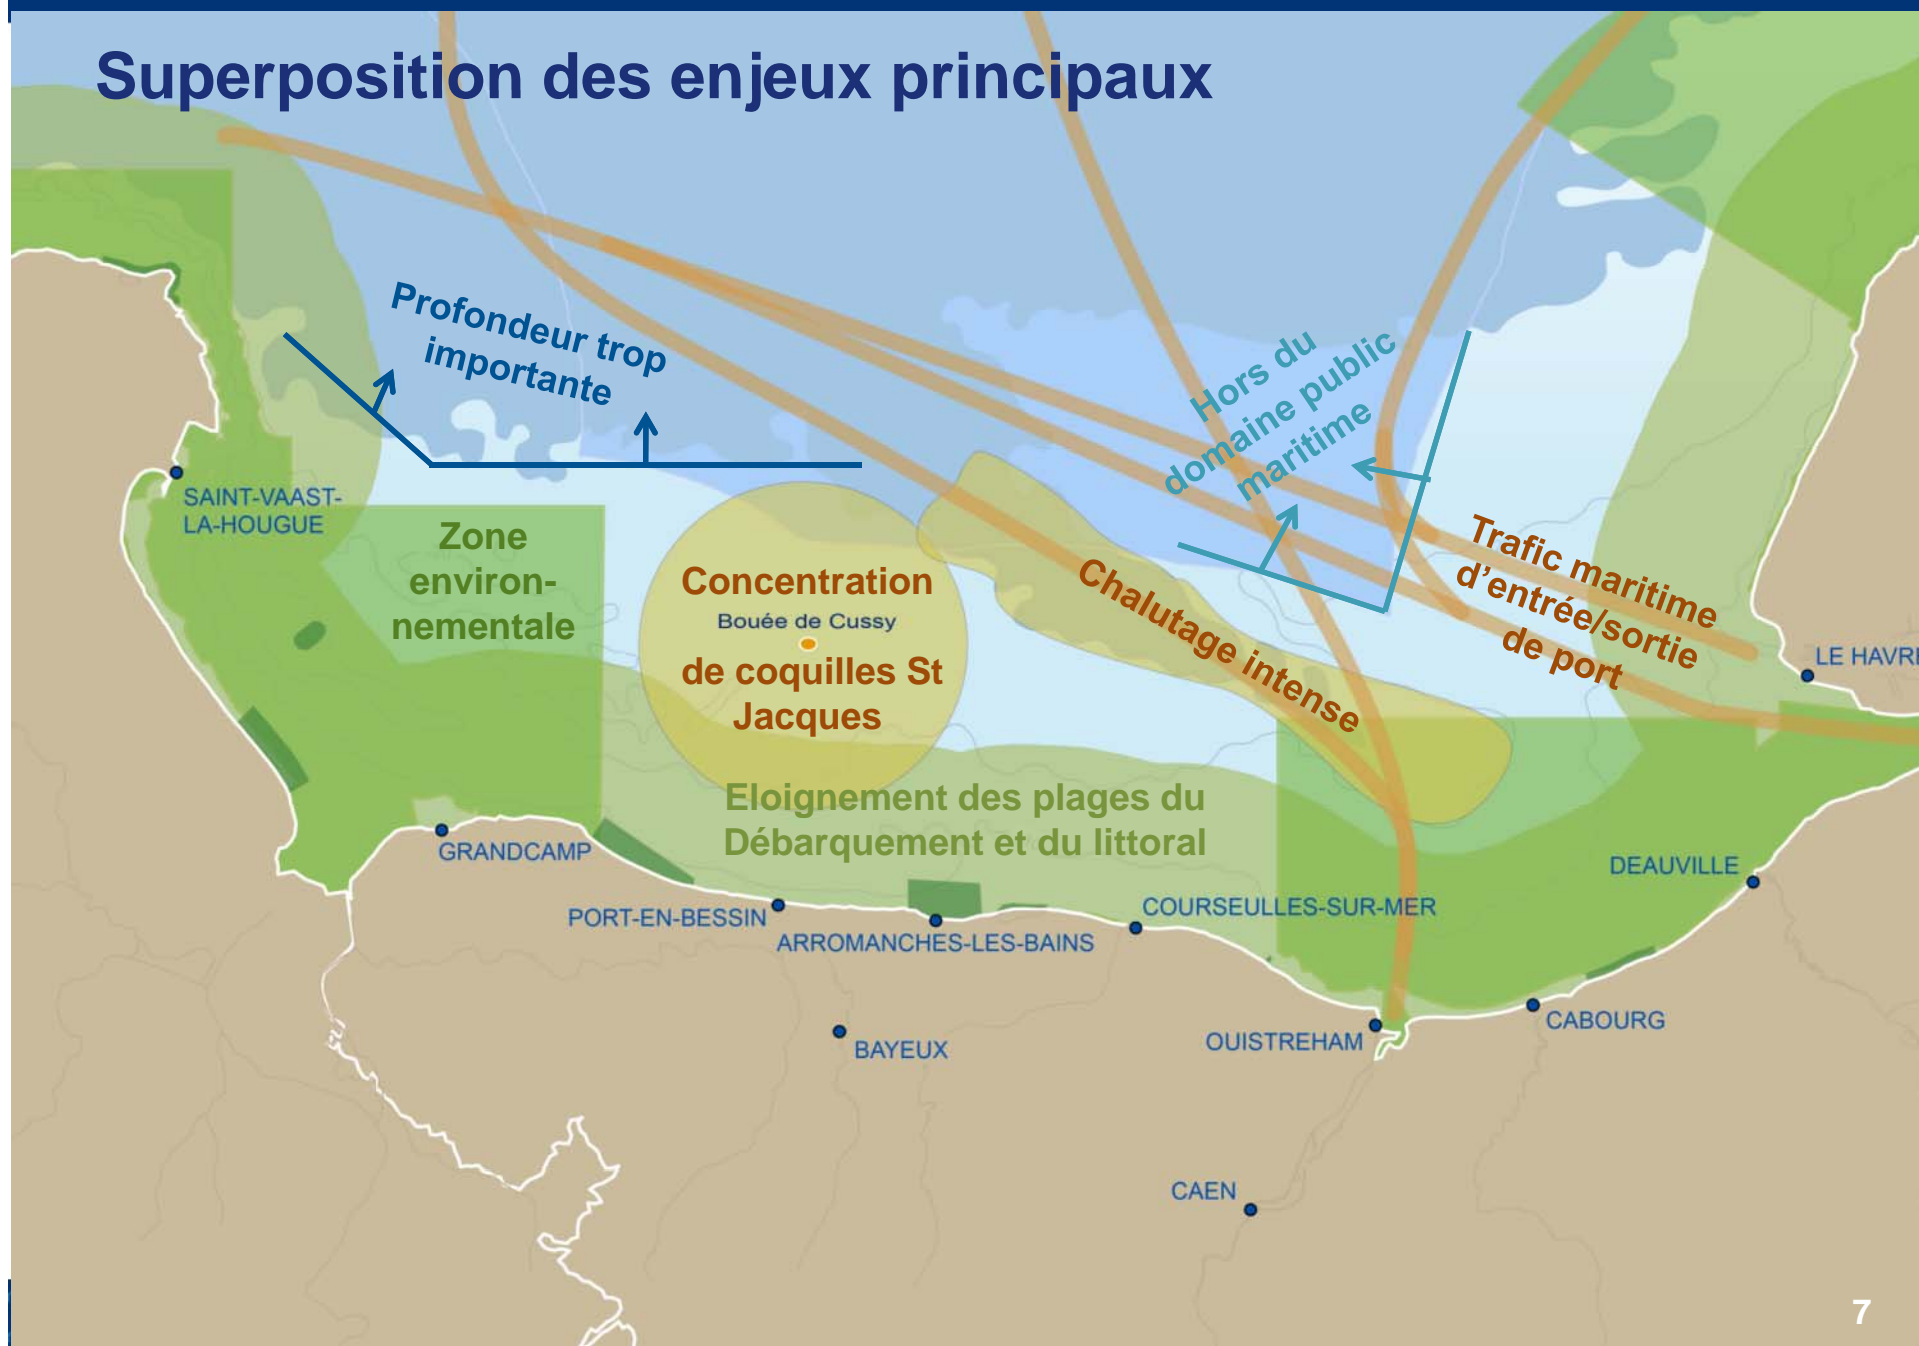 Superposition des enjeux principaux
Profondeur trop
importante
Hors du
domaine public
maritime
SAINT-VAAST-
LA-HOUGUE
Zone
environ-
nementale
Concentration
Bouée de Cussy
de coquilles St
Jacques
Chalutage intense
Trafic maritime
d'entrée/sortie
de port
LE HAVRE
Eloignement des plages du
Débarquement et du littoral
GRANDCAMP
DEAUVILLE
PORT-EN-BESSIN
COURSEULLES-SUR-MER
ARROMANCHES-LES-BAINS
CABOURG
OUISTREHAM
BAYEUX
CAEN
7